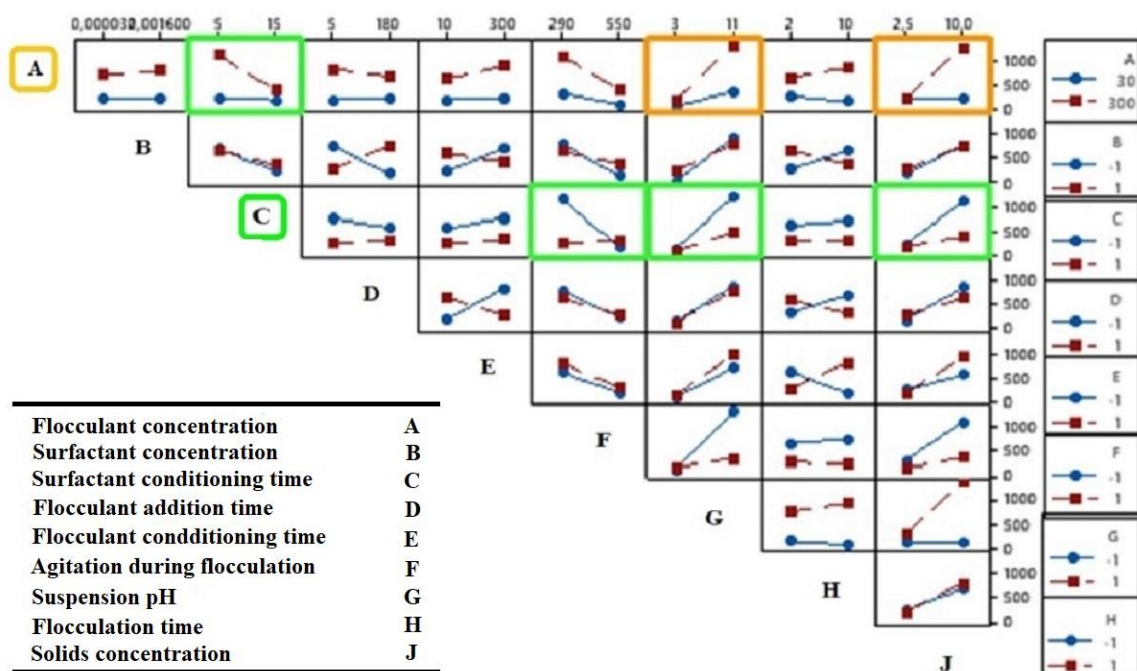 0,000032 0,001600 5 15 5 180 10 300 290 550 3 11 2 10 2,5 10,0
A
1000
500
0
A
30
300
B
1000
500
0
B
-1
1
C
1000
500
0
C
-1
1
D
1000
500
0
D
-1
1
E
1000
500
0
E
-1
1
F
1000
500
0
F
-1
1
G
1000
500
0
G
-1
1
H
1000
500
0
H
-1
1
J
Flocculant concentration A
Surfactant concentration B
Surfactant conditioning time C
Flocculant addition time D
Flocculant condditioning time E
Agitation during flocculation F
Suspension pH G
Flocculation time H
Solids concentration J